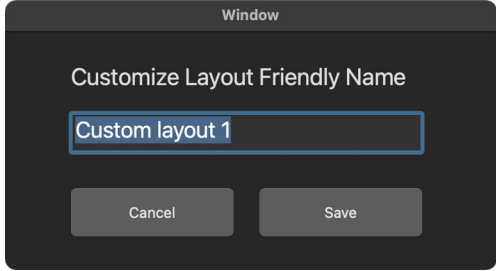 Window
Customize Layout Friendly Name
Custom layout 1
Cancel
Save